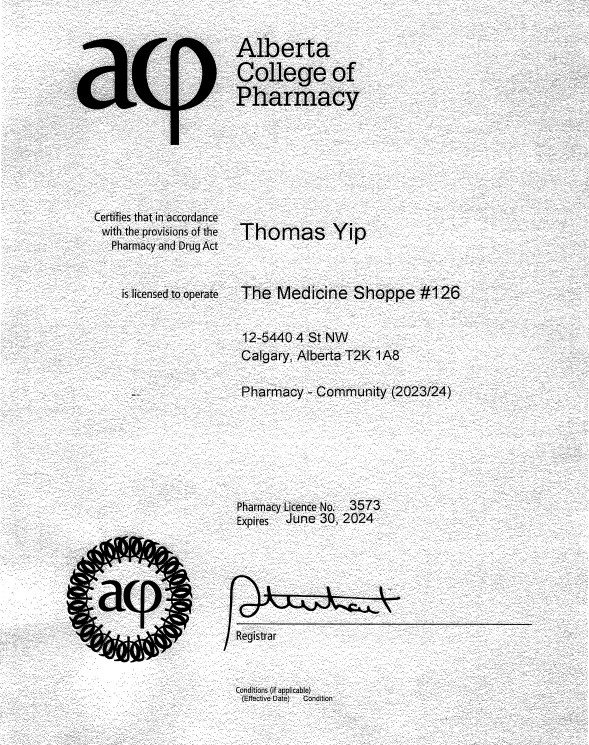 acp
Alberta
College of
Pharmacy
Certifies that in accordance
with the provisions of the
Pharmacy and Drug Act
Thomas Yip
is licensed to operate
The Medicine Shoppe #126
12-5440 4 St NW
Calgary, Alberta T2K 1A8
Pharmacy - Community (2023/24)
Pharmacy Licence No. 3573
Expires June 30, 2024
acp
Registrar
Conditions (if applicable)
(Effective Date) Condition